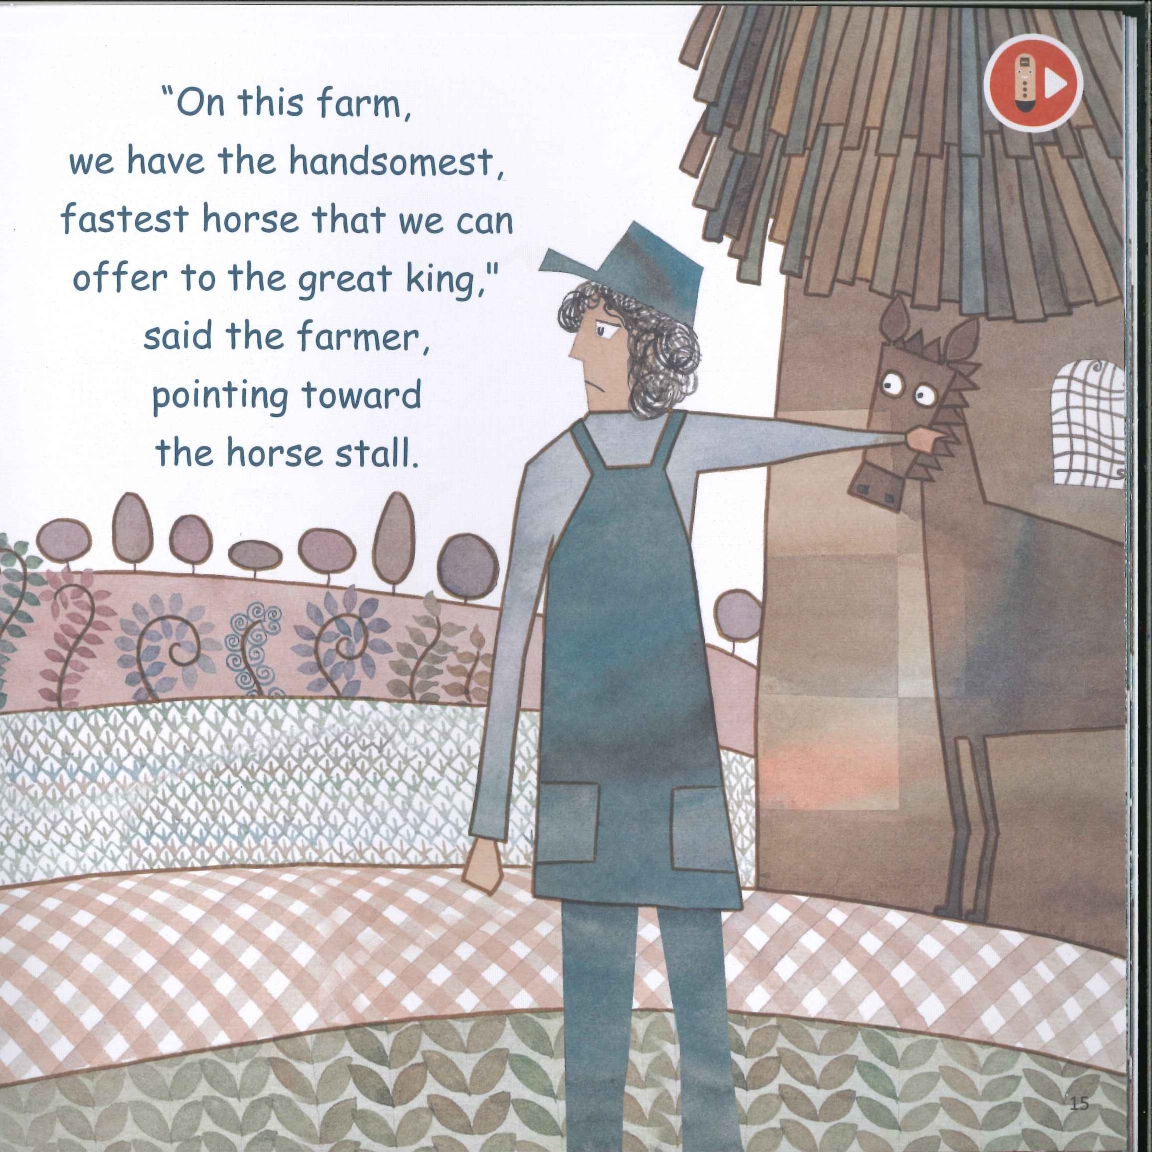 “On this farm,
we have the handsomest,
fastest horse that we can
offer to the great king,"
said the farmer,
pointing toward
the horse stall.
15